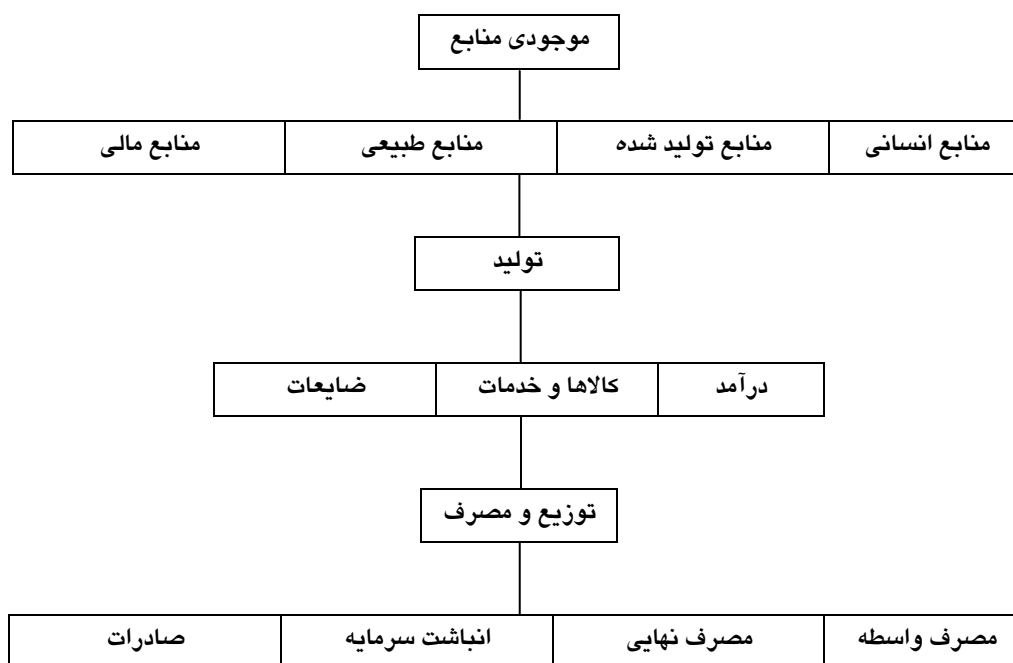 موجودی منابع
منابع انسانی منابع تولید شده منابع طبیعی منابع مالی
تولید
درآمد کالاها و خدمات ضایعات
توزیع و مصرف
مصرف واسطه مصرف نهایی انباشت سرمایه صادرات